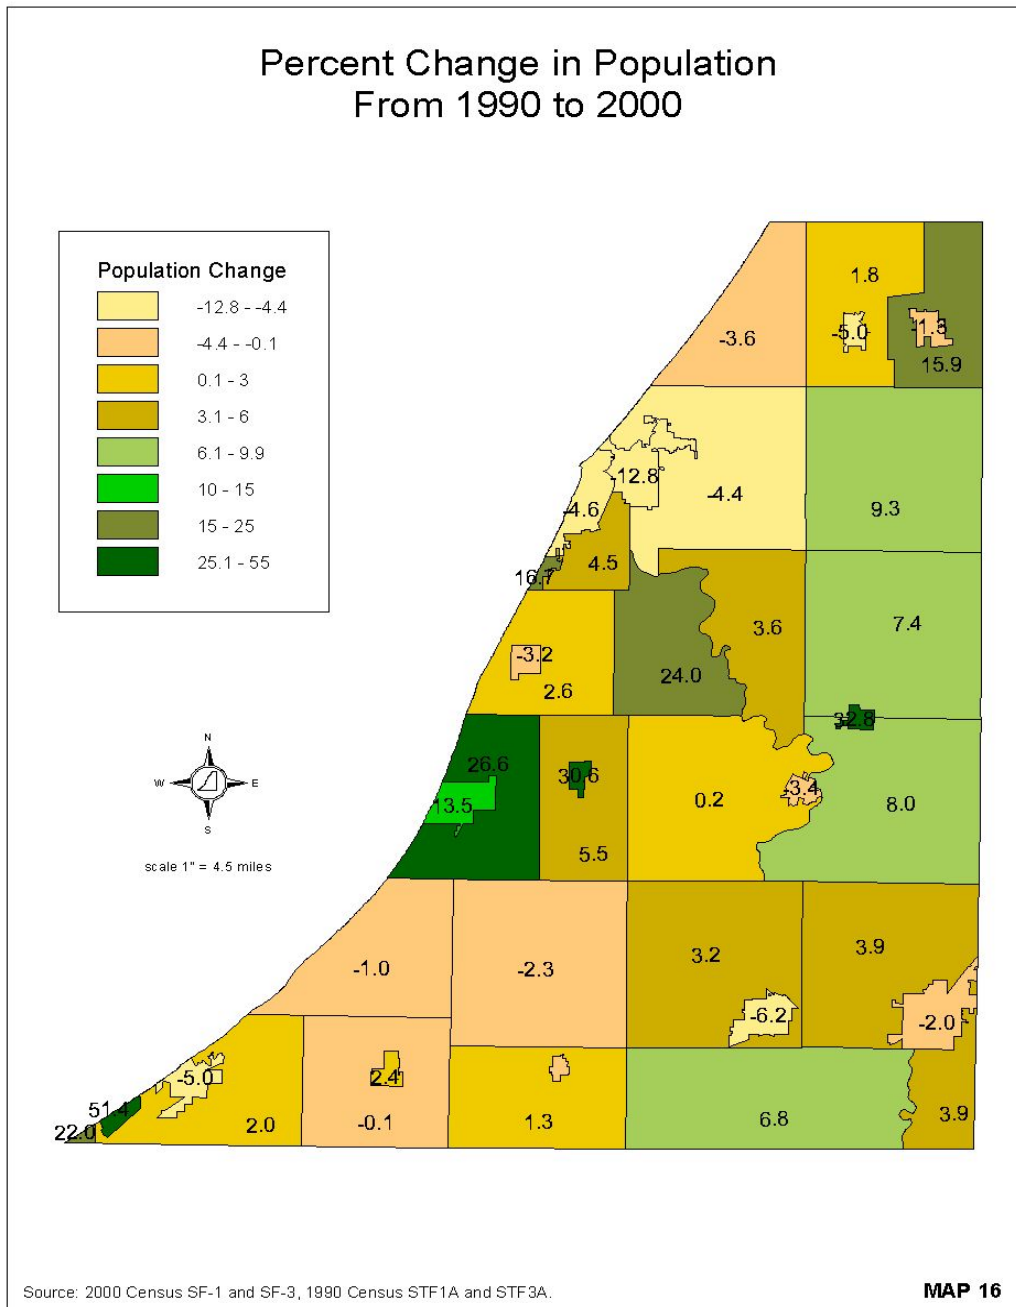 Percent Change in Population
From 1990 to 2000
Population Change
-12.8 - -4.4
-4.4 - -0.1
0.1 - 3
3.1 - 6
6.1 - 9.9
10 - 15
15 - 25
25.1 - 55
1.8
-3.6
-5.0
-1.3
15.9
-12.8
-4.4
9.3
-4.6
4.5
16.7
3.6
7.4
-3.2
24.0
2.6
32.8
26.6
30.6
13.5
0.2
-3.4
8.0
5.5
N
W
E
S
scale 1" = 4.5 miles
-1.0
-2.3
3.2
3.9
-6.2
-2.0
-5.0
2.4
51.4
22.0
2.0
-0.1
1.3
6.8
3.9
Source: 2000 Census SF-1 and SF-3, 1990 Census STF1A and STF3A.
MAP 16